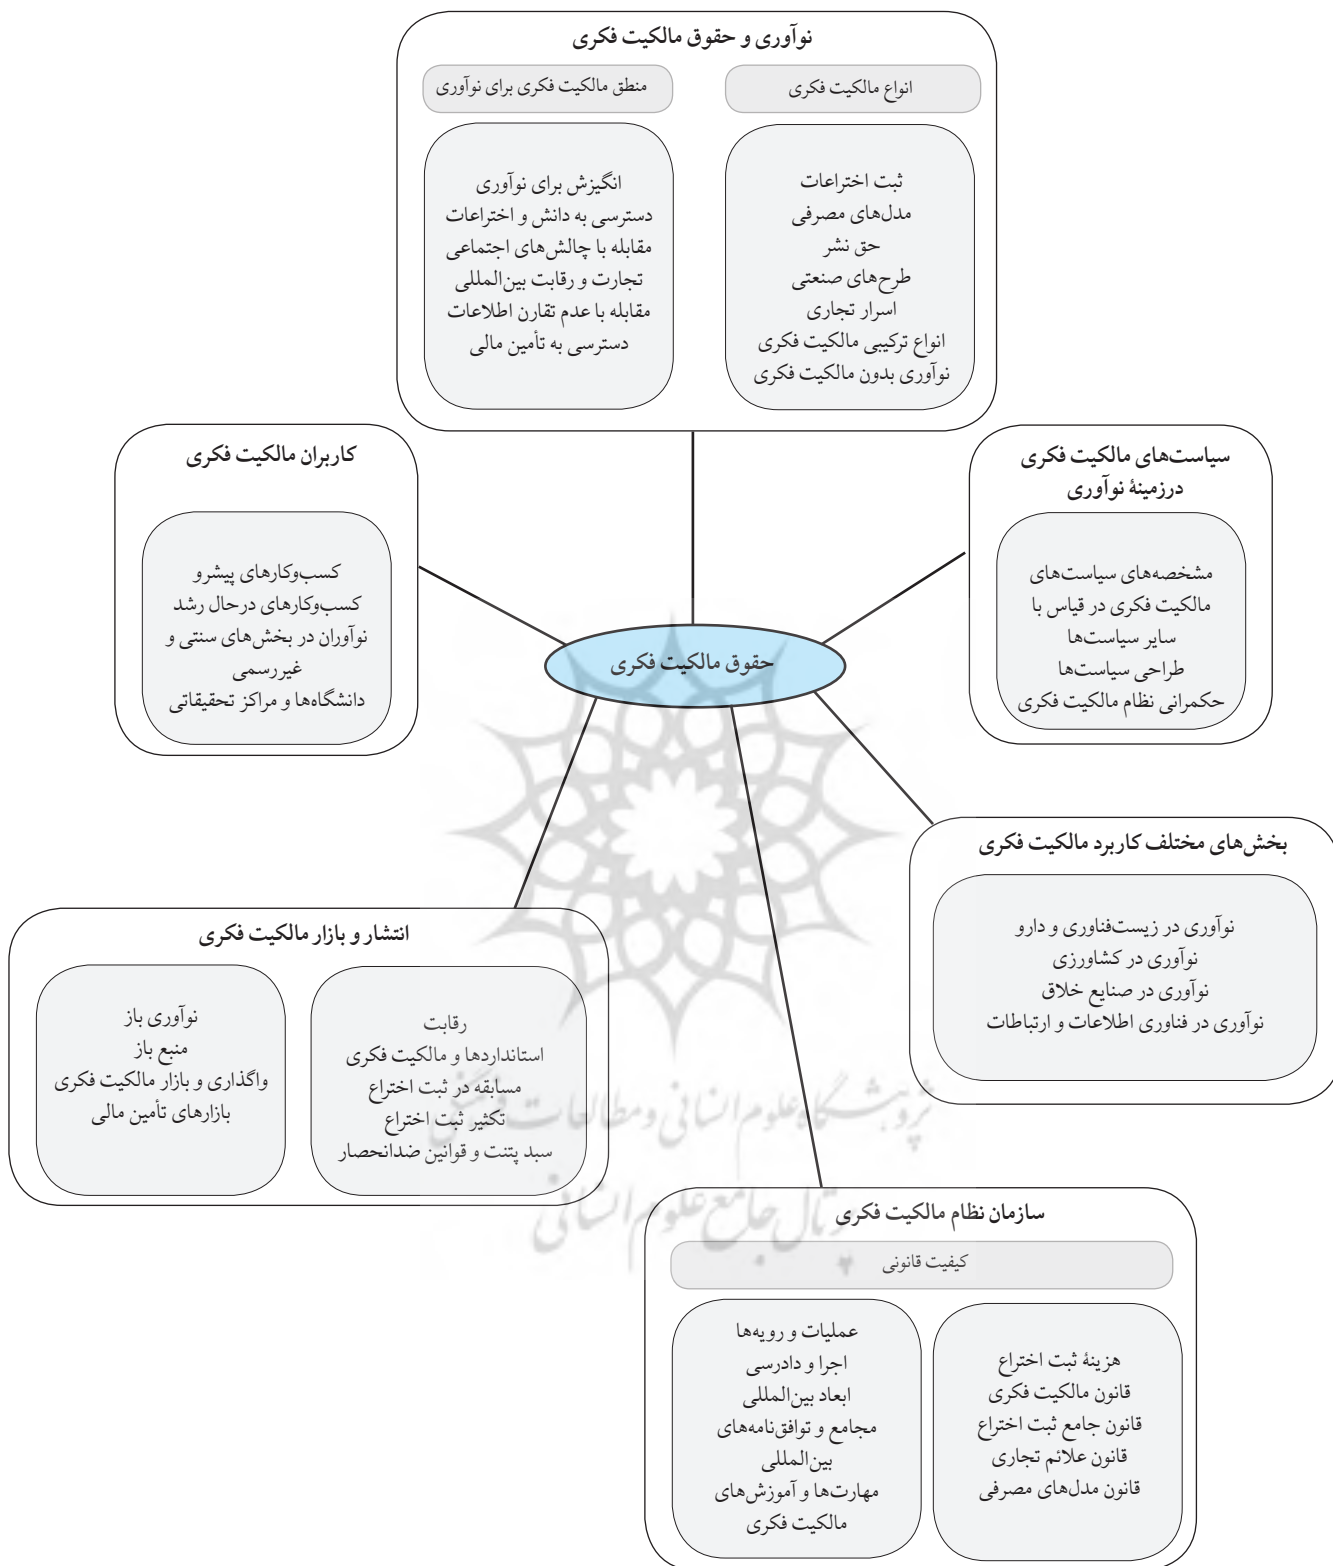 نوآوری و حقوق مالکیت فکری
انواع مالکیت فکری
ثبت اختراعات
مدل‌های مصرفی
حق نشر
طرح‌های صنعتی
اسرار تجاری
انواع ترکیبی مالکیت فکری
نوآوری بدون مالکیت فکری
منطق مالکیت فکری برای نوآوری
انگیزش برای نوآوری
دسترسی به دانش و اختراعات
مقابله با چالش‌های اجتماعی
تجارت و رقابت بین‌المللی
مقابله با عدم تقارن اطلاعات
دسترسی به تأمین مالی
سیاست‌های مالکیت فکری
درزمینهٔ نوآوری
مشخصه‌های سیاست‌های
مالکیت فکری در قیاس با
سایر سیاست‌ها
طراحی سیاست‌ها
حکمرانی نظام مالکیت فکری
کاربران مالکیت فکری
کسب‌وکارهای پیشرو
کسب‌وکارهای درحال رشد
نوآوران در بخش‌های سنتی و
غیررسمی
دانشگاه‌ها و مراکز تحقیقاتی
حقوق مالکیت فکری
بخش‌های مختلف کاربرد مالکیت فکری
نوآوری در زیست‌فناوری و دارو
نوآوری در کشاورزی
نوآوری در صنایع خلاق
نوآوری در فناوری اطلاعات و ارتباطات
انتشار و بازار مالکیت فکری
رقابت
استانداردها و مالکیت فکری
مسابقه در ثبت اختراع
تکثیر ثبت اختراع
سبد پتنت و قوانین ضدانحصار
نوآوری باز
منبع باز
واگذاری و بازار مالکیت فکری
بازارهای تأمین مالی
پژوهشگاه علوم انسانی و مطالعات فرهنگی
پرتال جامع علوم انسانی
سازمان نظام مالکیت فکری
کیفیت قانونی
هزینهٔ ثبت اختراع
قانون مالکیت فکری
قانون جامع ثبت اختراع
قانون علائم تجاری
قانون مدل‌های مصرفی
عملیات و رویه‌ها
اجرا و دادرسی
ابعاد بین‌المللی
مجامع و توافق‌نامه‌های
بین‌المللی
مهارت‌ها و آموزش‌های
مالکیت فکری